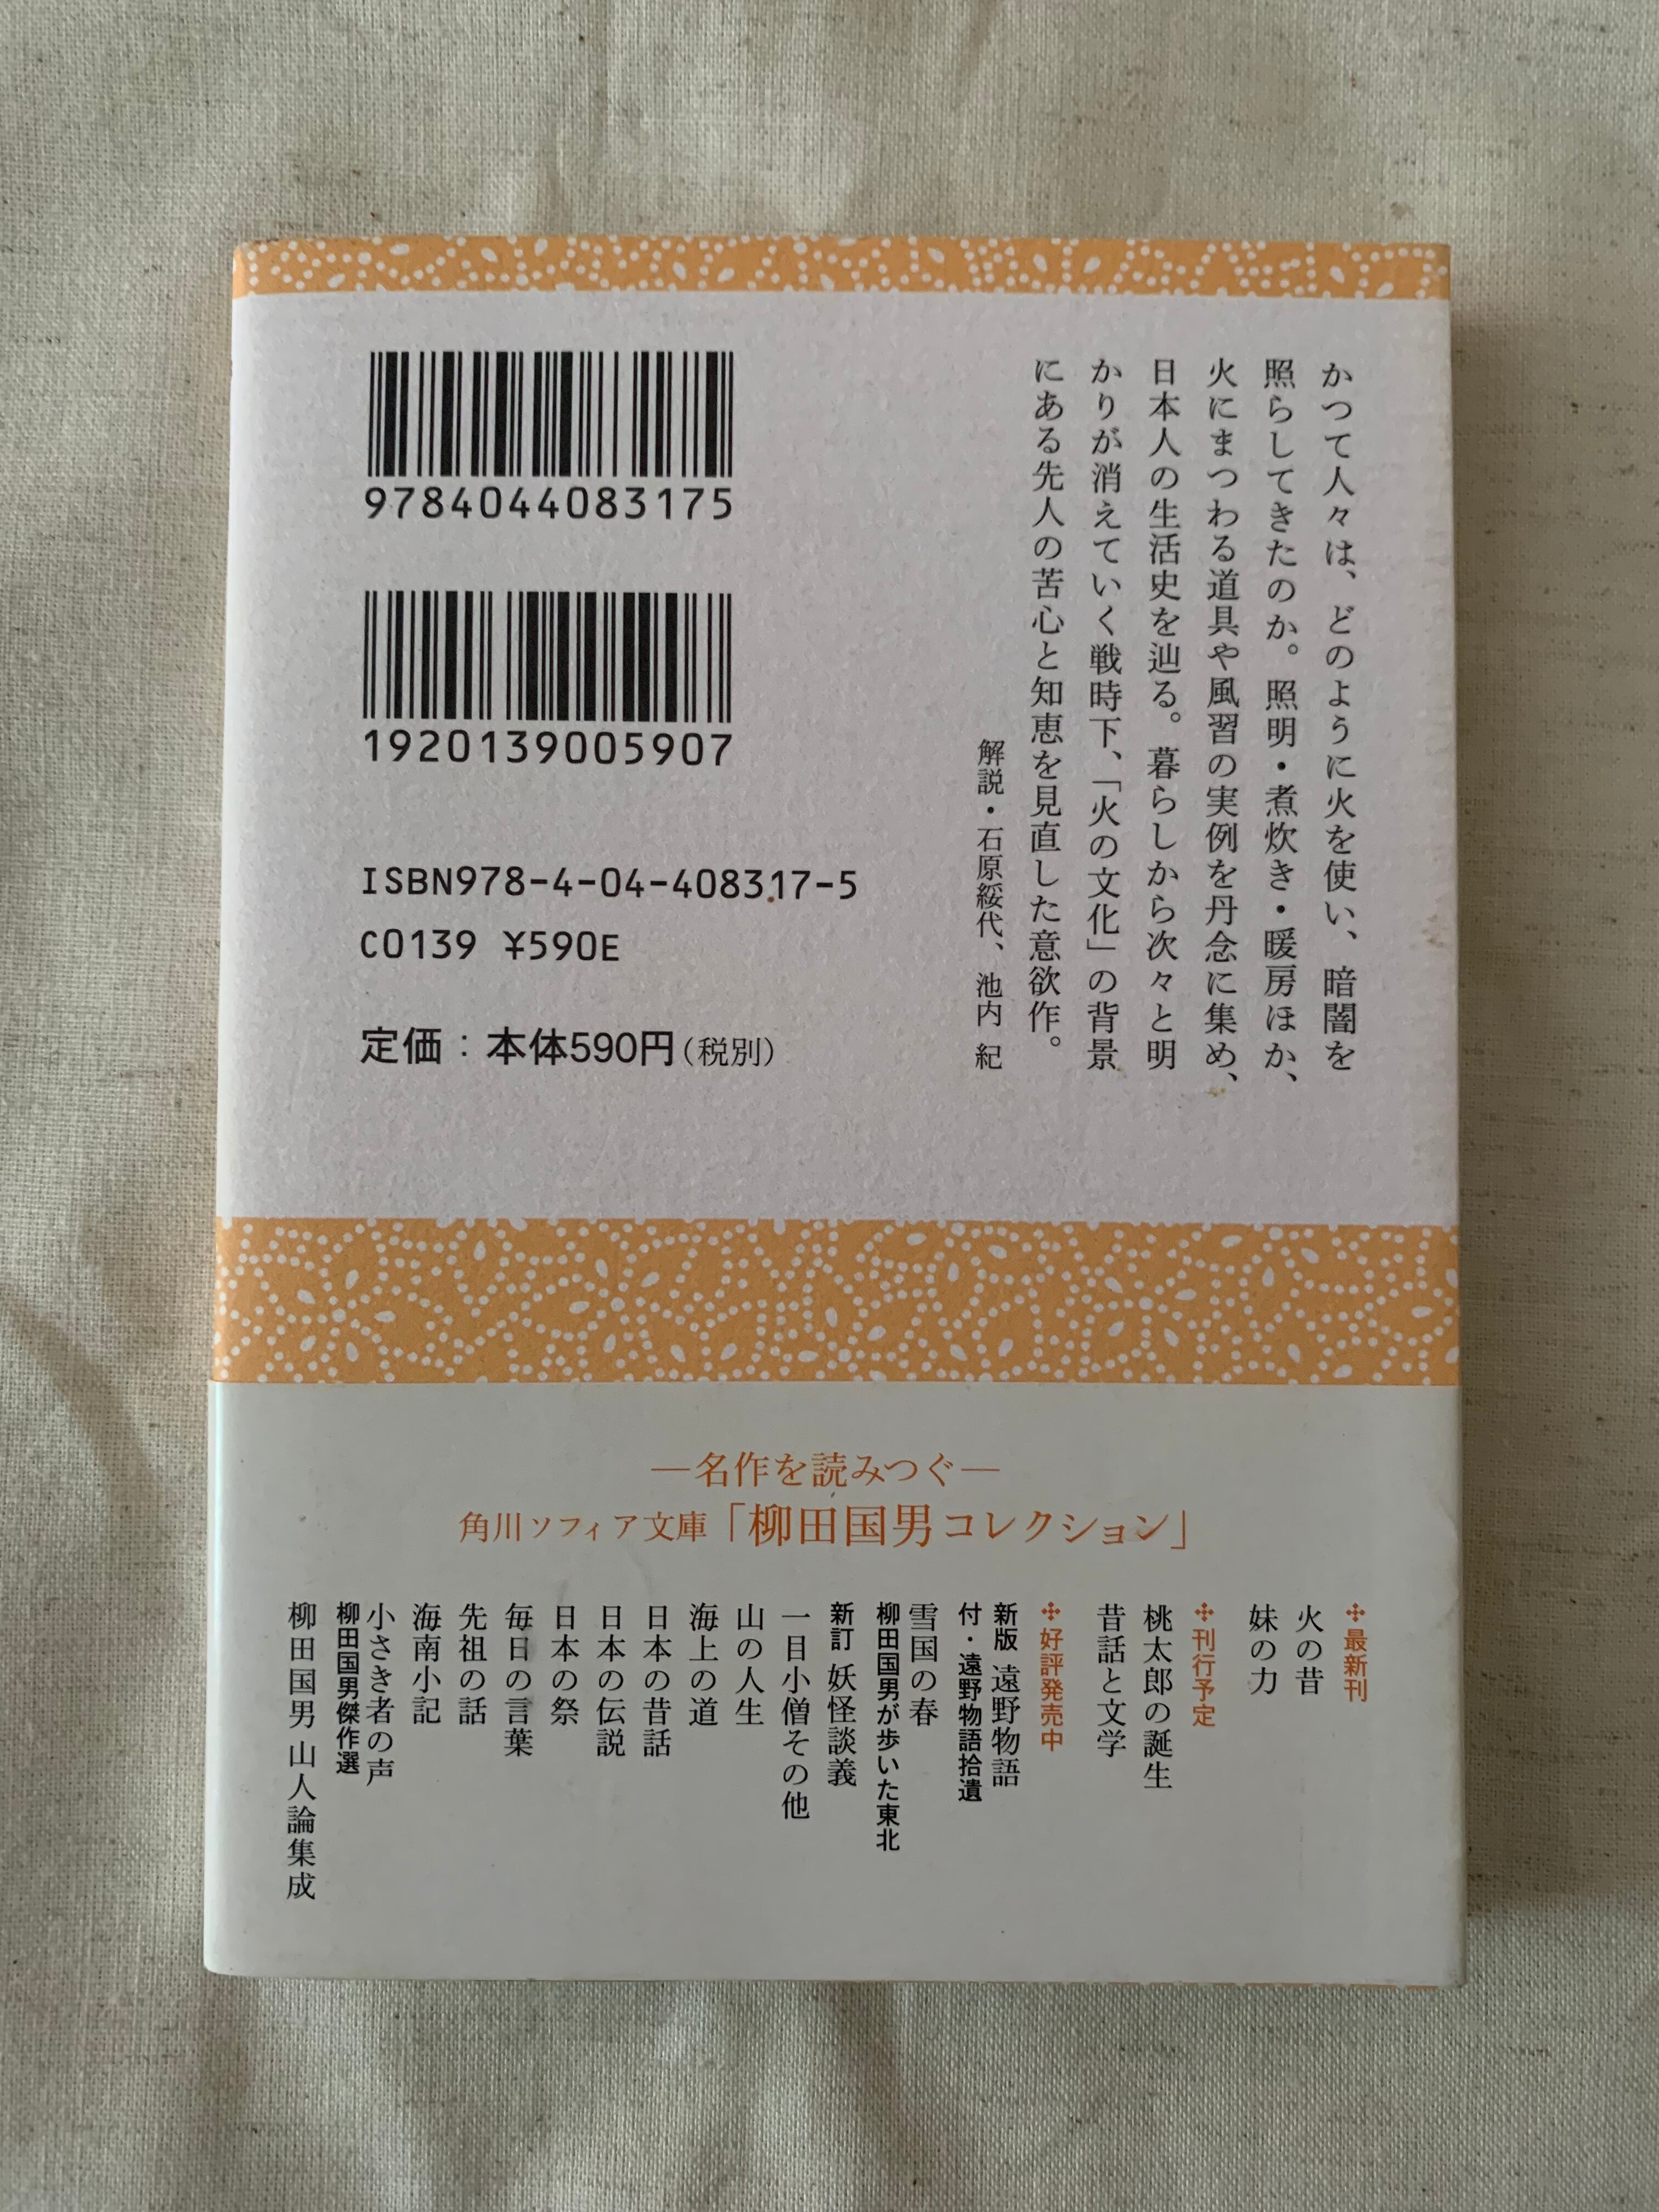 かつて人々は、どのように火を使い、暗闇を
照らしてきたのか。照明・煮炊き・暖房ほか、
火にまつわる道具や風習の実例を丹念に集め、
日本人の生活史を辿る。暮らしから次々と明
かりが消えていく戦時下、「火の文化」の背景
にある先人の苦心と知恵を見直した意欲作。
解説・石原綏代、池内 紀
9784044083175
1920139005907
ISBN978-4-04-408317-5
C0139 ¥590E
定価:本体590円(税別)
―名作を読みつぐ―
角川ソフィア文庫「柳田国男コレクション」
最新刊
火の昔
妹の力
刊行予定
桃太郎の誕生
昔話と文学
好評発売中
新版 遠野物語
付・遠野物語拾遺
雪国の春
柳田国男が歩いた東北
新訂 妖怪談義
一目小僧その他
山の人生
海上の道
日本の昔話
日本の伝説
日本の祭
毎日の言葉
先祖の話
海南小記
小さき者の声
柳田国男傑作選
柳田国男 山人論集成